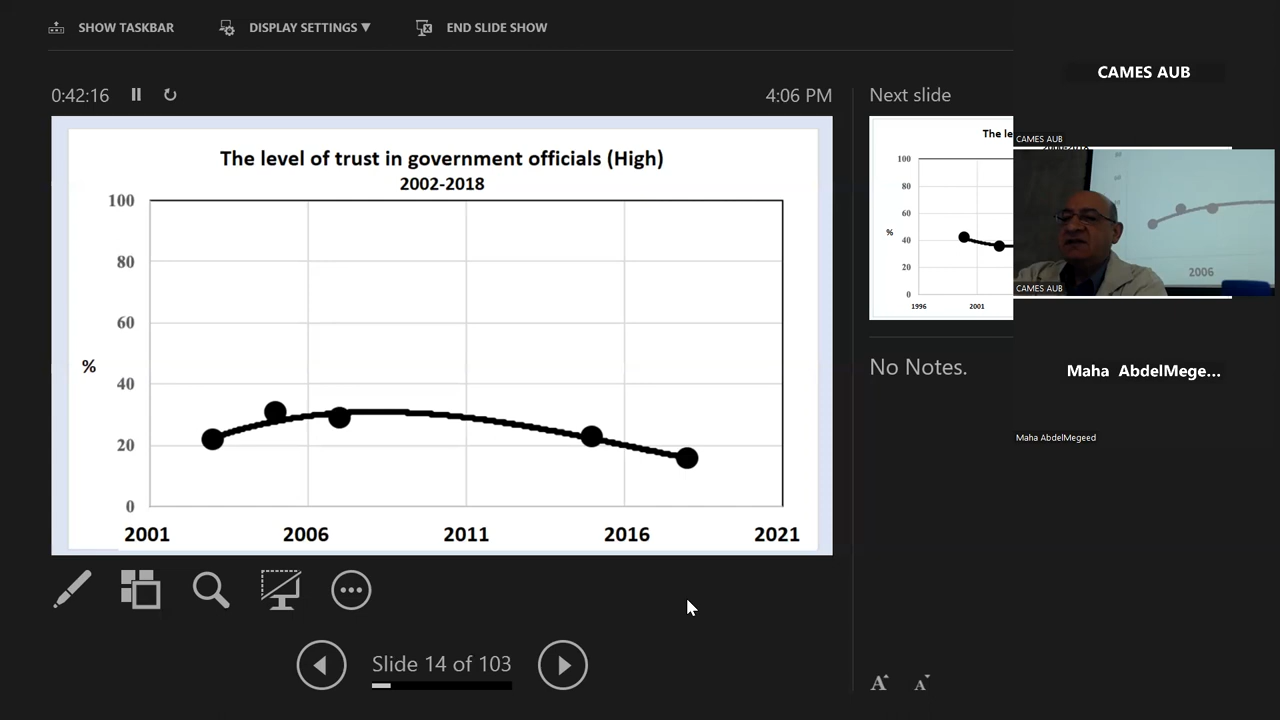 SHOW TASKBAR
DISPLAY SETTINGS ▼
END SLIDE SHOW
0:42:16
4:06 PM
The level of trust in government officials (High)
2002-2018
100
80
60
%
40
20
0
2001
2006
2011
2016
2021
Slide 14 of 103
Next slide
The le
100
80
60
%
40
20
0
1996
2001
No Notes.
A A
CAMES AUB
CAMES AUB
2006
CAMES AUB
Maha AbdelMege...
Maha AbdelMegeed